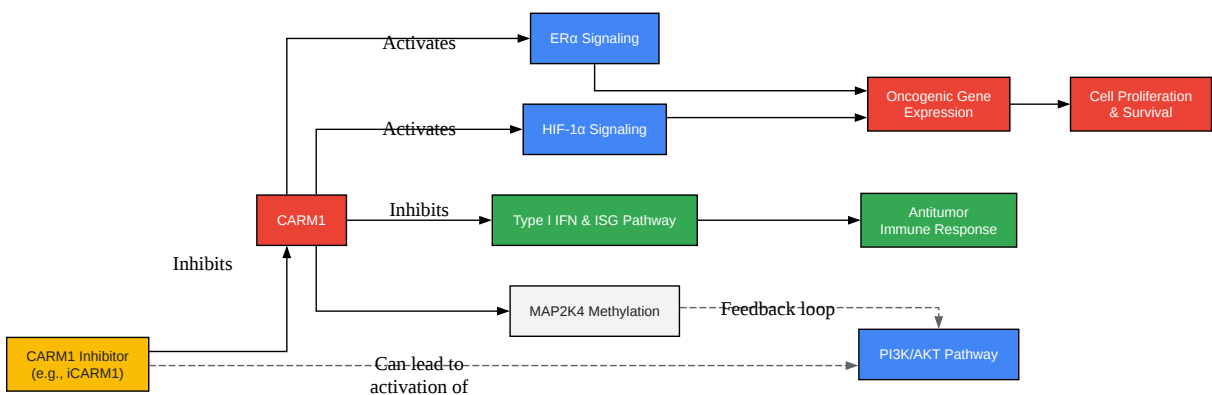 Activates
ERα Signaling
Oncogenic Gene
Expression
Cell Proliferation
& Survival
Activates
HIF-1α Signaling
CARM1
Inhibits
Type I IFN & ISG Pathway
Antitumor
Immune Response
Inhibits
MAP2K4 Methylation
Feedback loop
CARM1 Inhibitor
(e.g., iCARM1)
Can lead to
activation of
PI3K/AKT Pathway